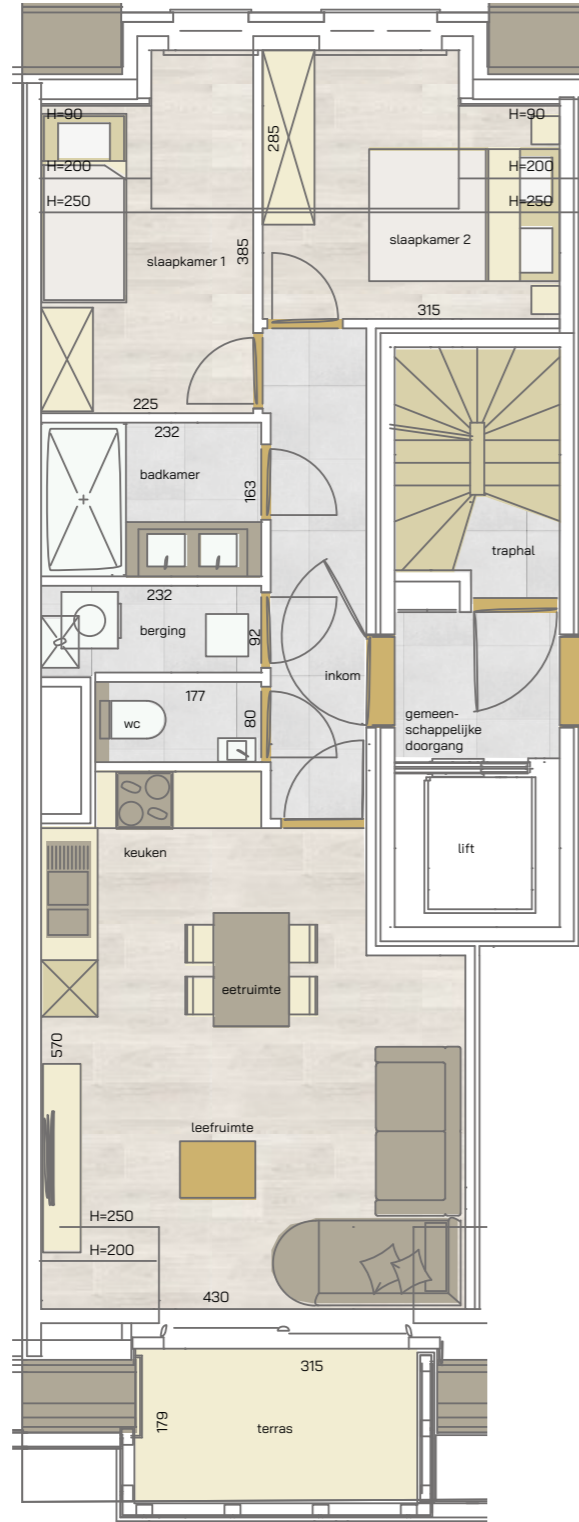 H=90
H=90
285
H=200
H=200
H=250
H=250
slaapkamer 1
385
slaapkamer 2
315
225
232
badkamer
163
traphal
232
berging
92
inkom
177
wc
80
gemeen-
schappelijke
doorgang
keuken
lift
eetruimte
570
leefruimte
H=250
H=200
430
315
179
terras